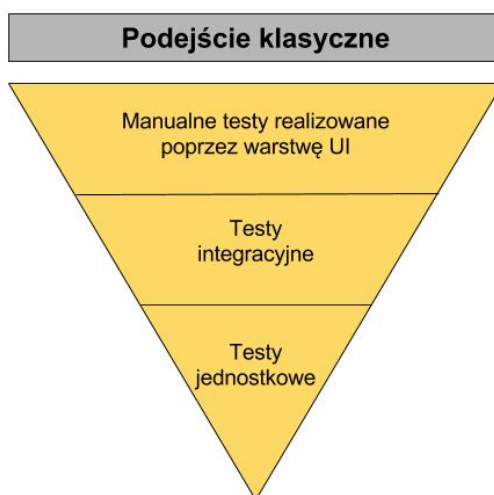 Podejście klasyczne
Manualne testy realizowane
poprzez warstwę UI
Testy
integracyjne
Testy
jednostkowe